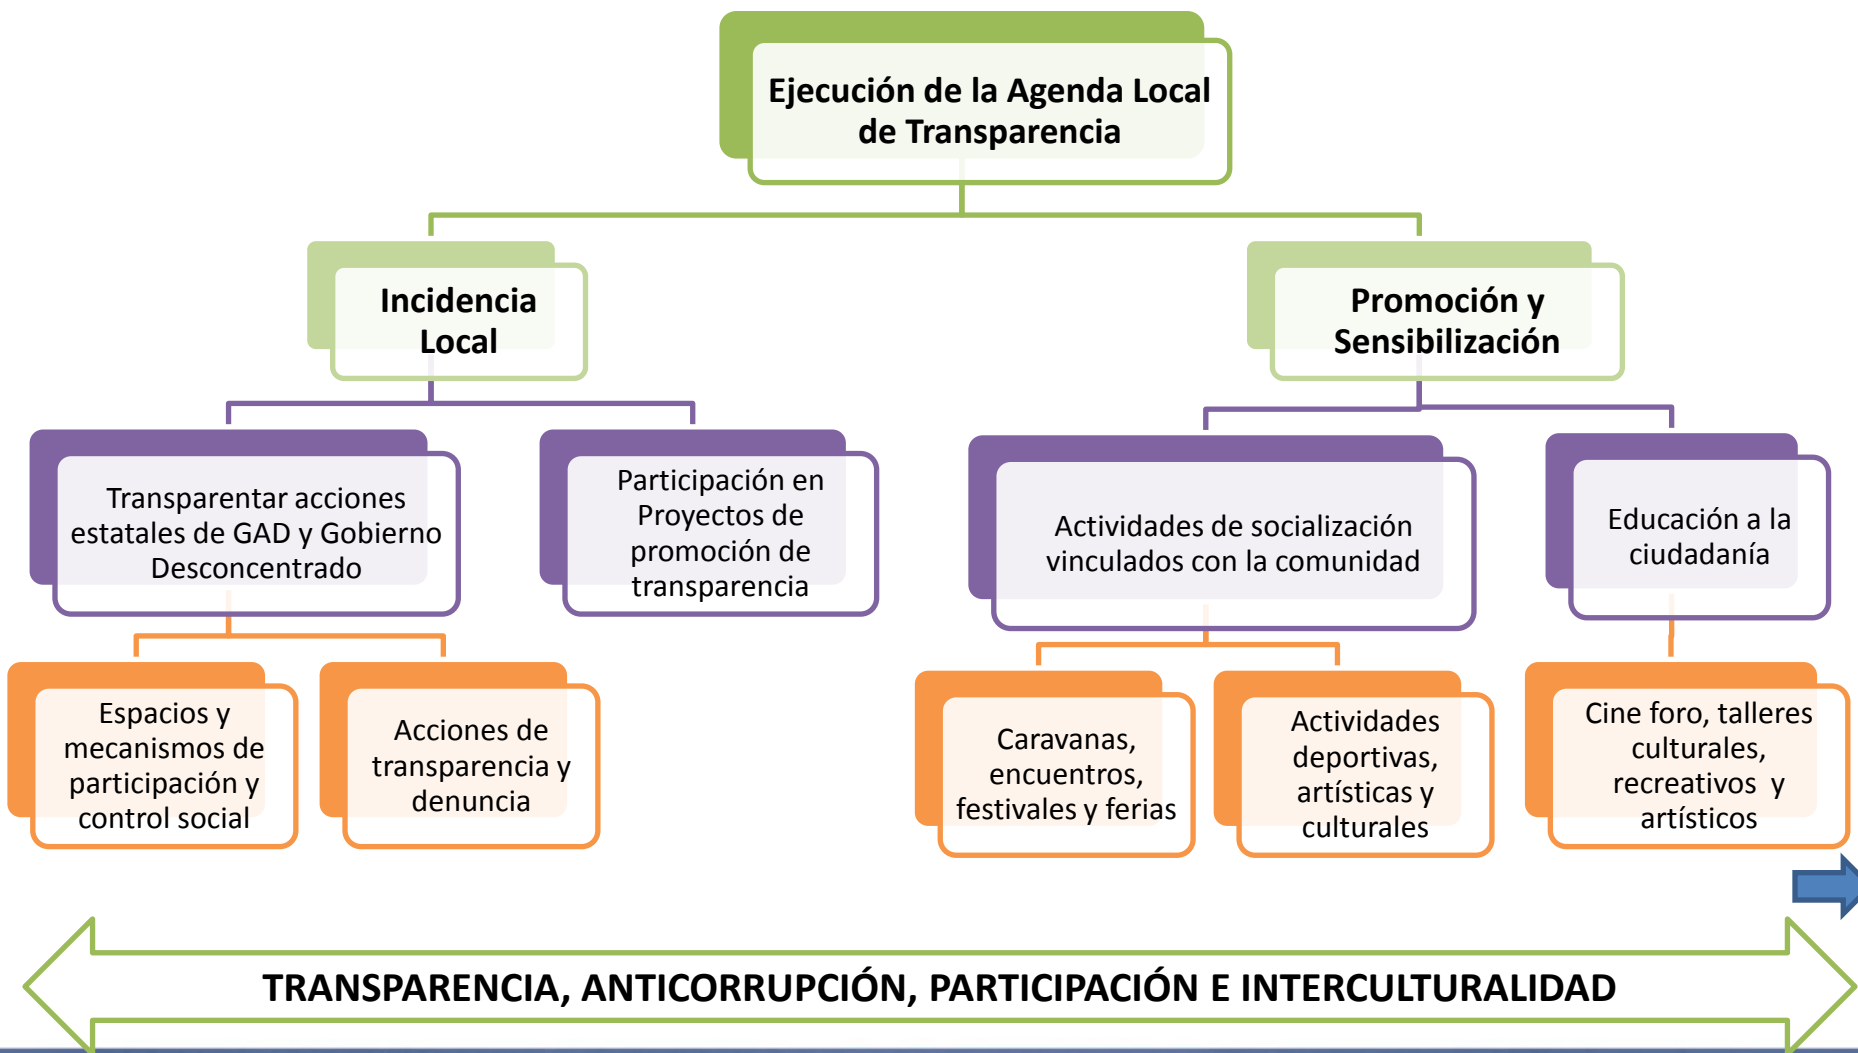 Ejecución de la Agenda Local
de Transparencia
Incidencia
Local
Promoción y
Sensibilización
Transparentar acciones
estatales de GAD y Gobierno
Desconcentrado
Participación en
Proyectos de
promoción de
transparencia
Actividades de socialización
vinculados con la comunidad
Educación a la
ciudadanía
Espacios y
mecanismos de
participación y
control social
Acciones de
transparencia y
denuncia
Caravanas,
encuentros,
festivales y ferias
Actividades
deportivas,
artísticas y
culturales
Cine foro, talleres
culturales,
recreativos y
artísticos
TRANSPARENCIA, ANTICORRUPCIÓN, PARTICIPACIÓN E INTERCULTURALIDAD